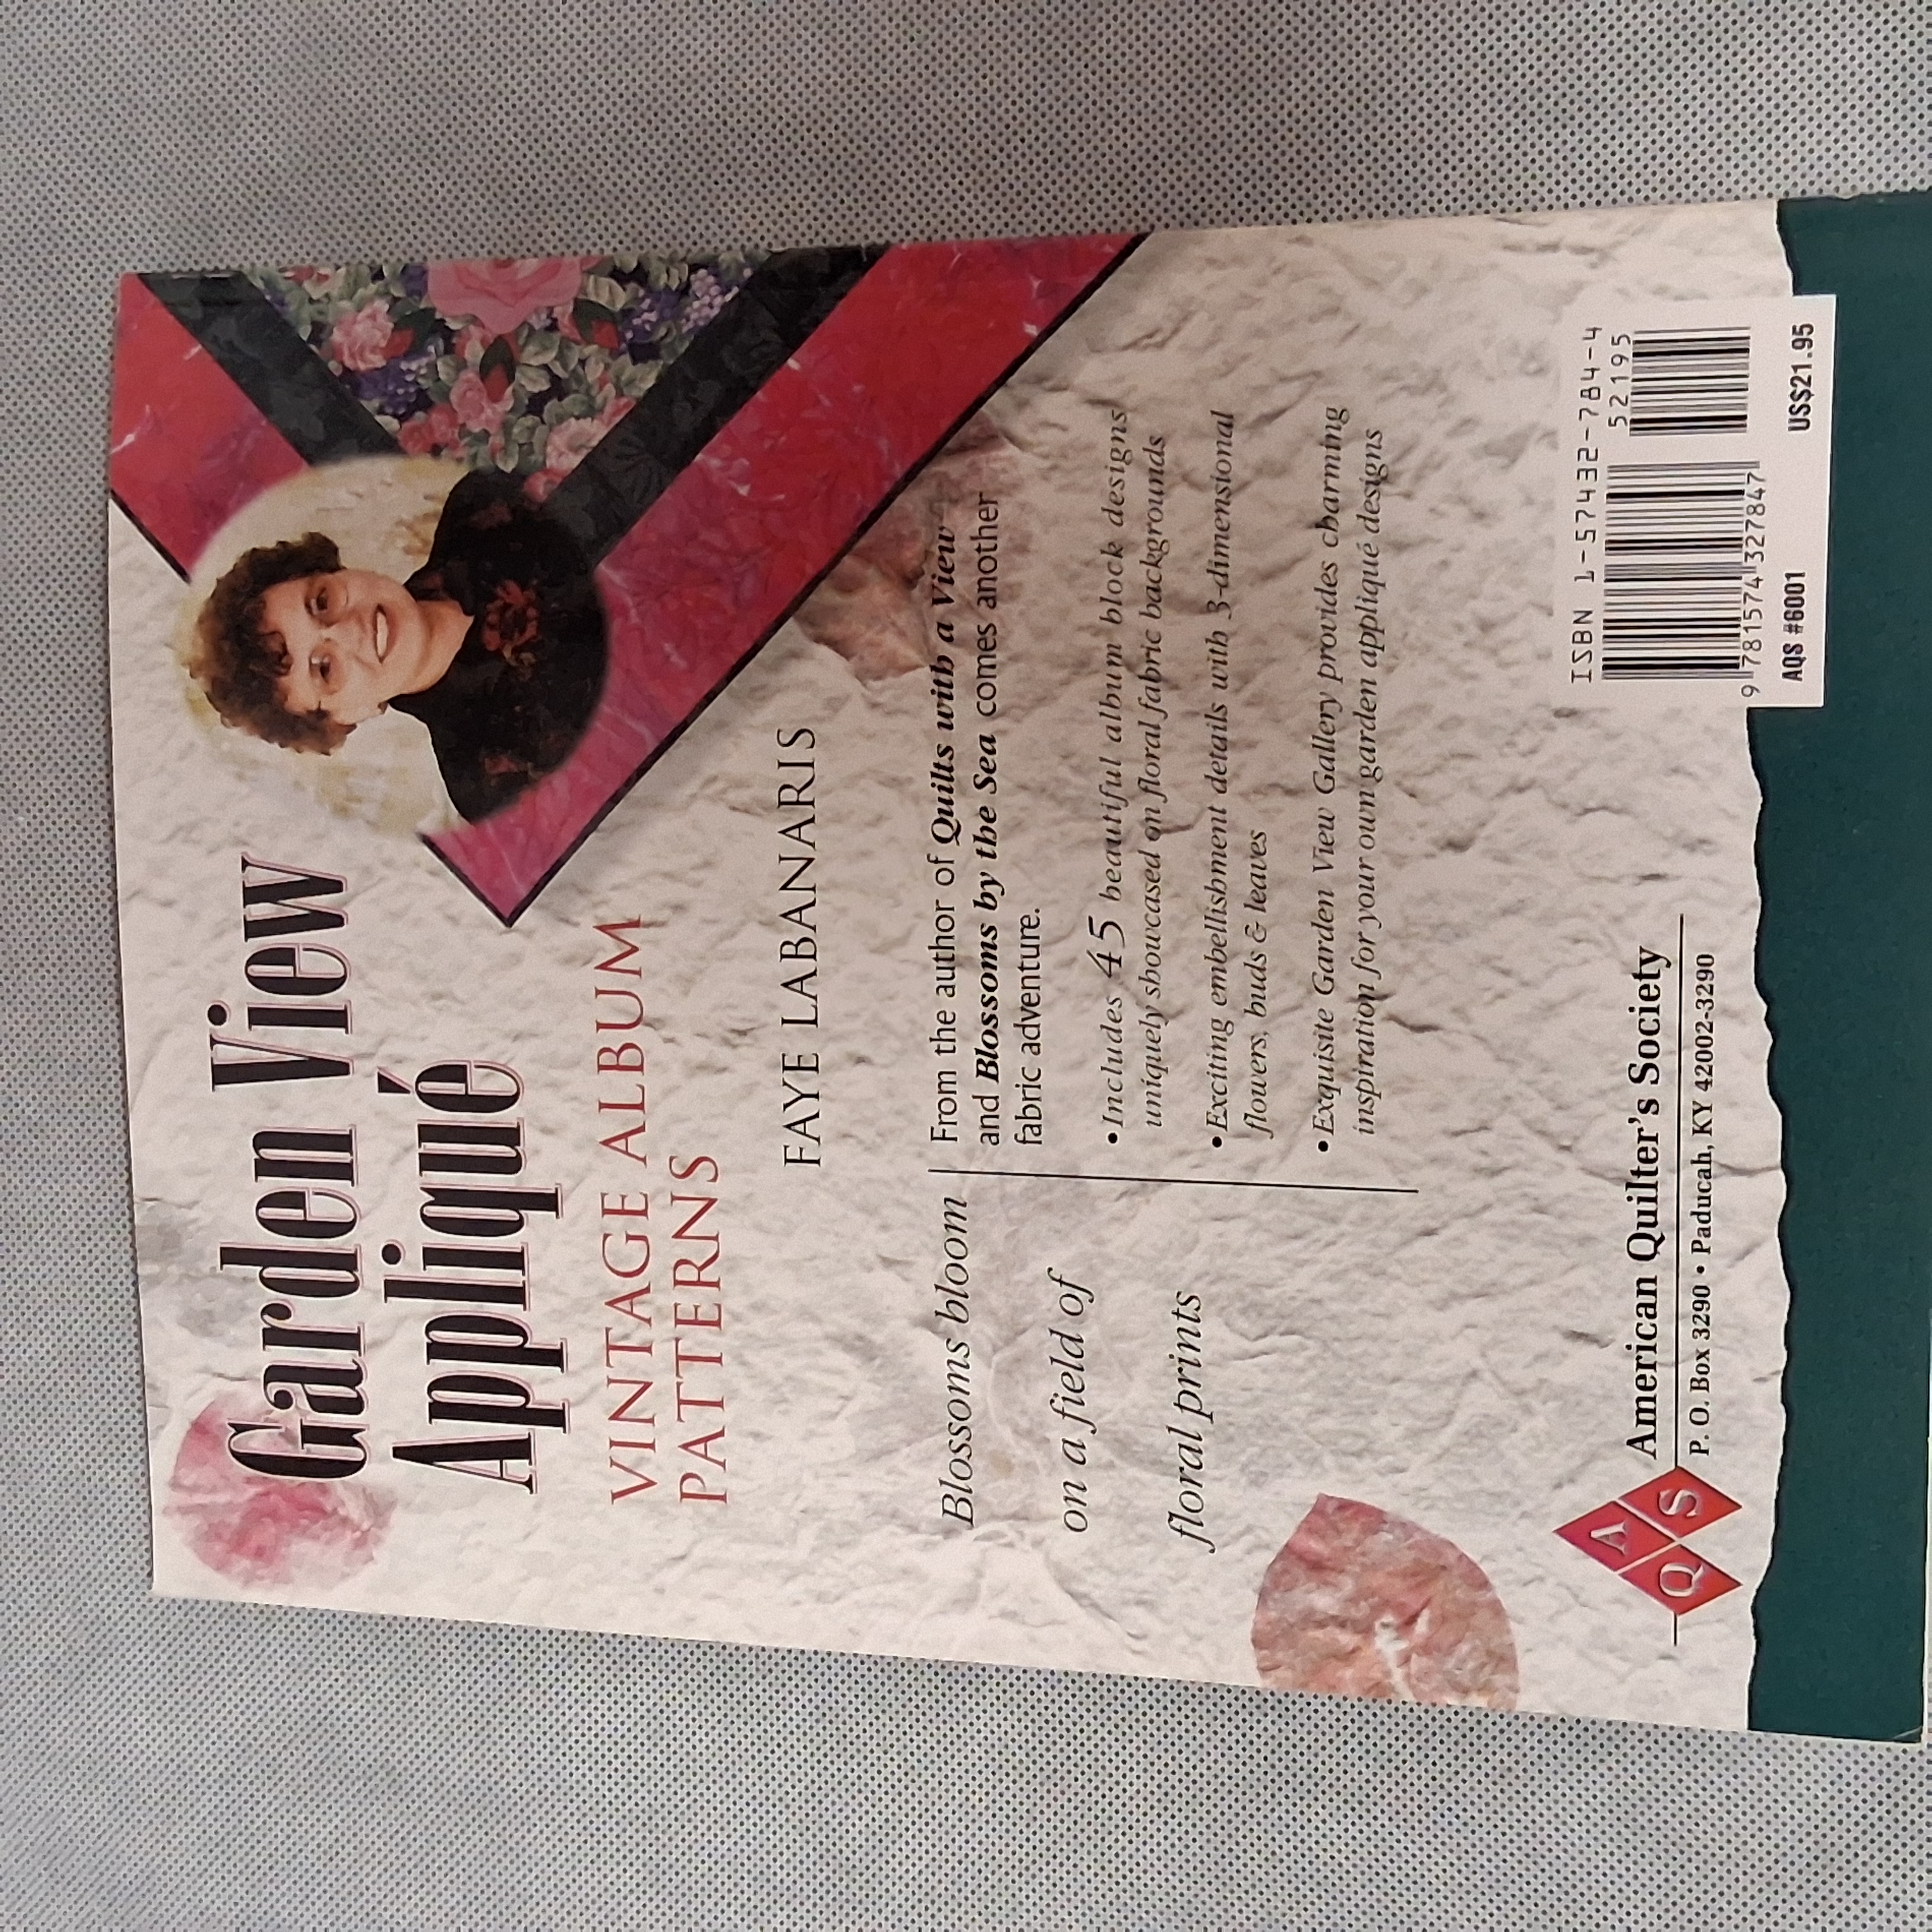 Garden View
Appliqué
VINTAGE ALBUM
PATTERNS
FAYE LABANARIS
Blossoms bloom
on a field of
floral prints
From the author of Quilts with a View
and Blossoms by the Sea comes another
fabric adventure.
•Includes 45 beautiful album block designs
uniquely showcased on floral fabric backgrounds
•Exciting embellishment details with 3-dimensional
flowers, buds & leaves
•Exquisite Garden View Gallery provides charming
inspiration for your own garden appliqué designs
A
Q S
American Quilter's Society
P. O. Box 3290 • Paducah, KY 42002-3290
ISBN 1-57432-784-4
52195
9 781574 327847
AQS #6001 US$21.95